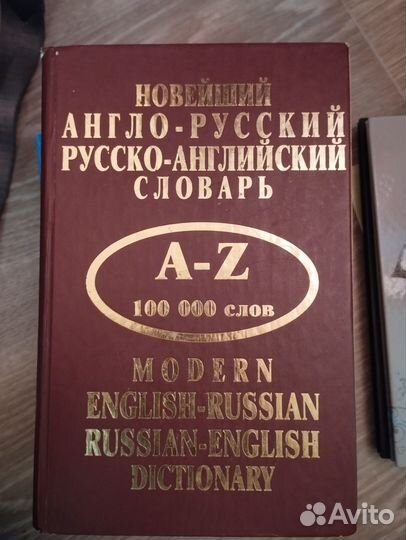 НОВЕЙШИЙ
АНГЛО-РУССКИЙ
РУССКО-АНГЛИЙСКИЙ
СЛОВАРЬ
A-Z
100 000 слов
MODERN
ENGLISH-RUSSIAN
RUSSIAN-ENGLISH
DICTIONARY
Avito